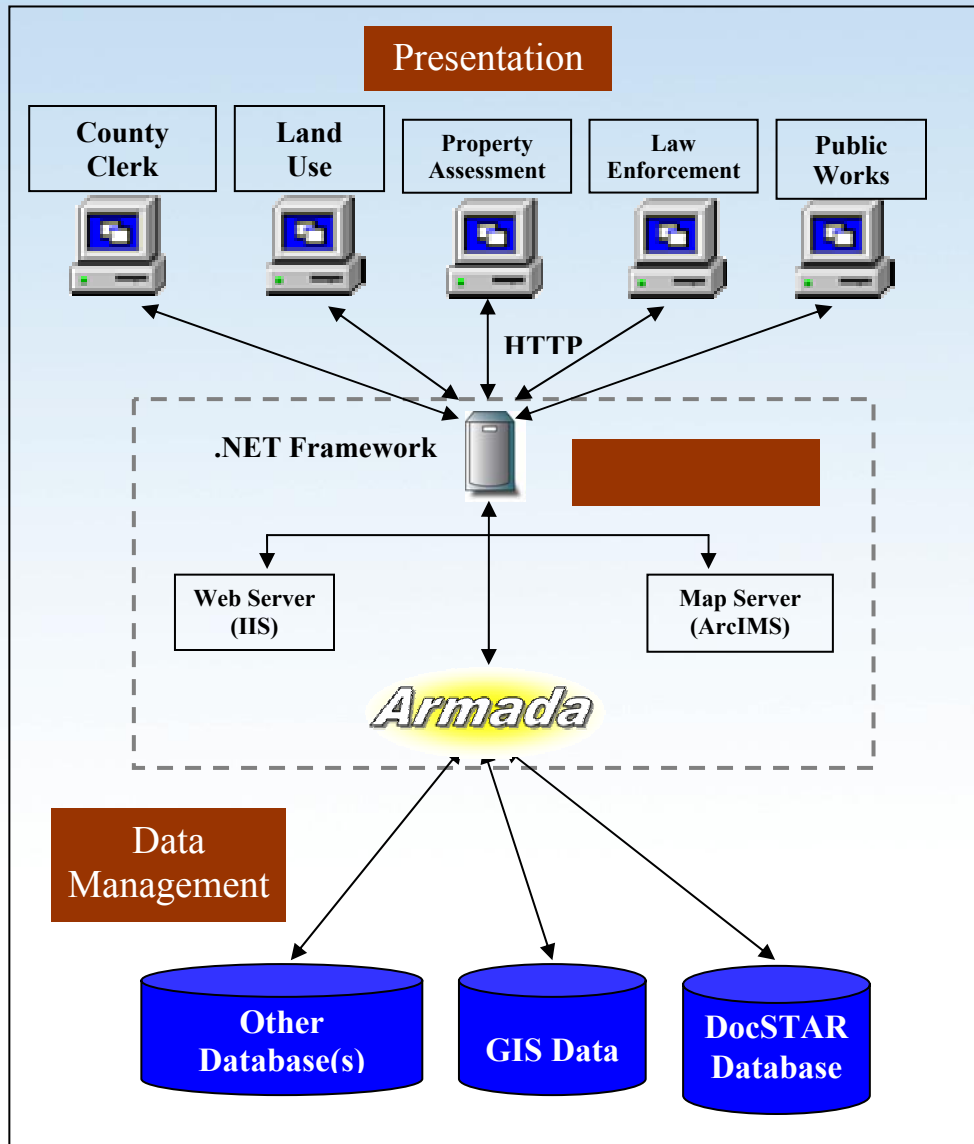 Presentation
County
Clerk
Land
Use
Property
Assessment
Law
Enforcement
Public
Works
HTTP
.NET Framework
Web Server
(IIS)
Map Server
(ArcIMS)
Armada
Data
Management
Other
Database(s)
GIS Data
DocSTAR
Database